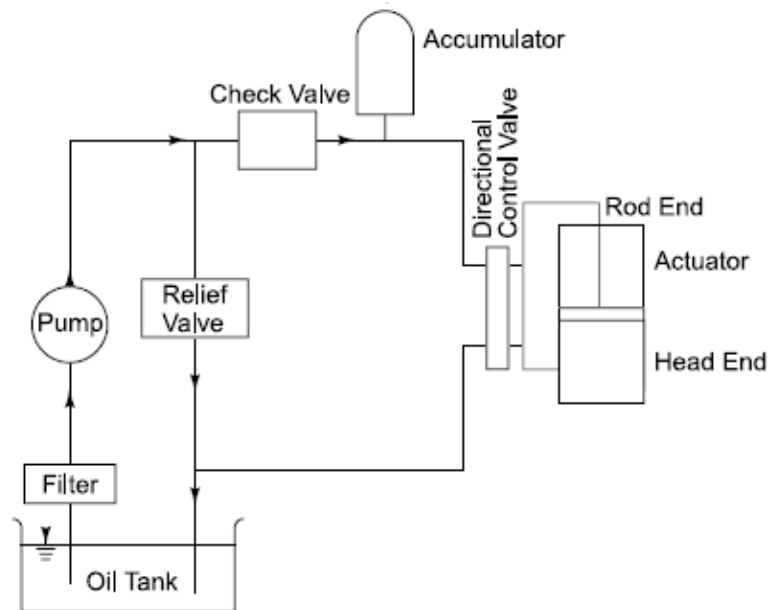 Accumulator
Check Valve
Directional
Control Valve
Rod End
Actuator
Relief
Valve
Pump
Head End
Filter
Oil Tank